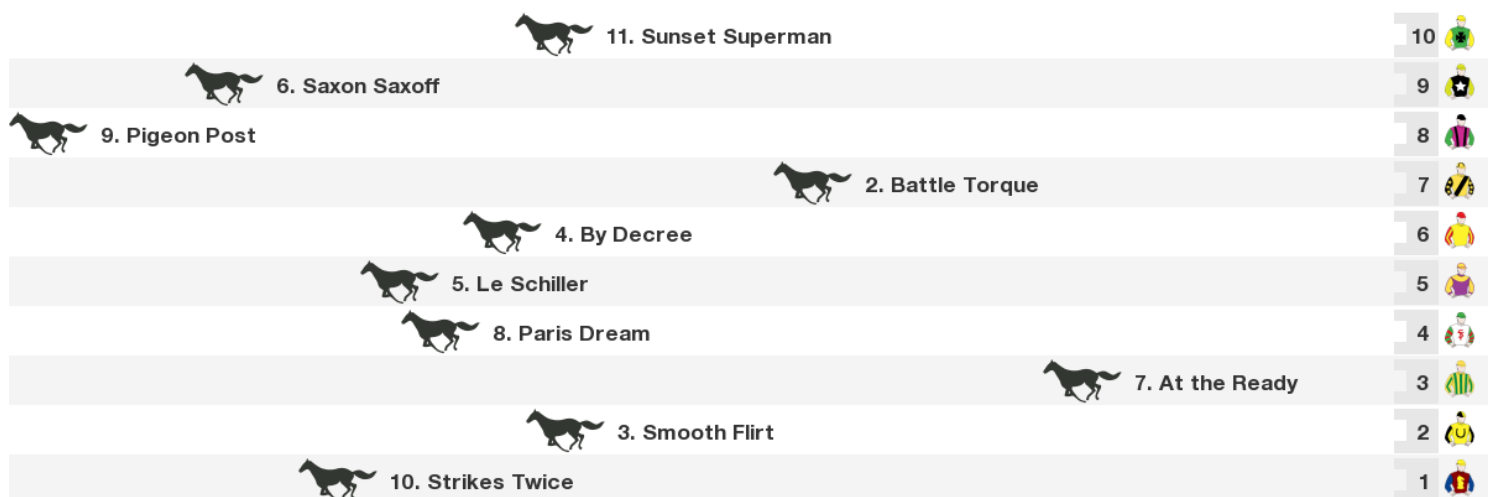 11. Sunset Superman 10
6. Saxon Saxoff 9
9. Pigeon Post 8
2. Battle Torque 7
4. By Decree 6
5. Le Schiller 5
8. Paris Dream 4
7. At the Ready 3
3. Smooth Flirt 2
10. Strikes Twice 1